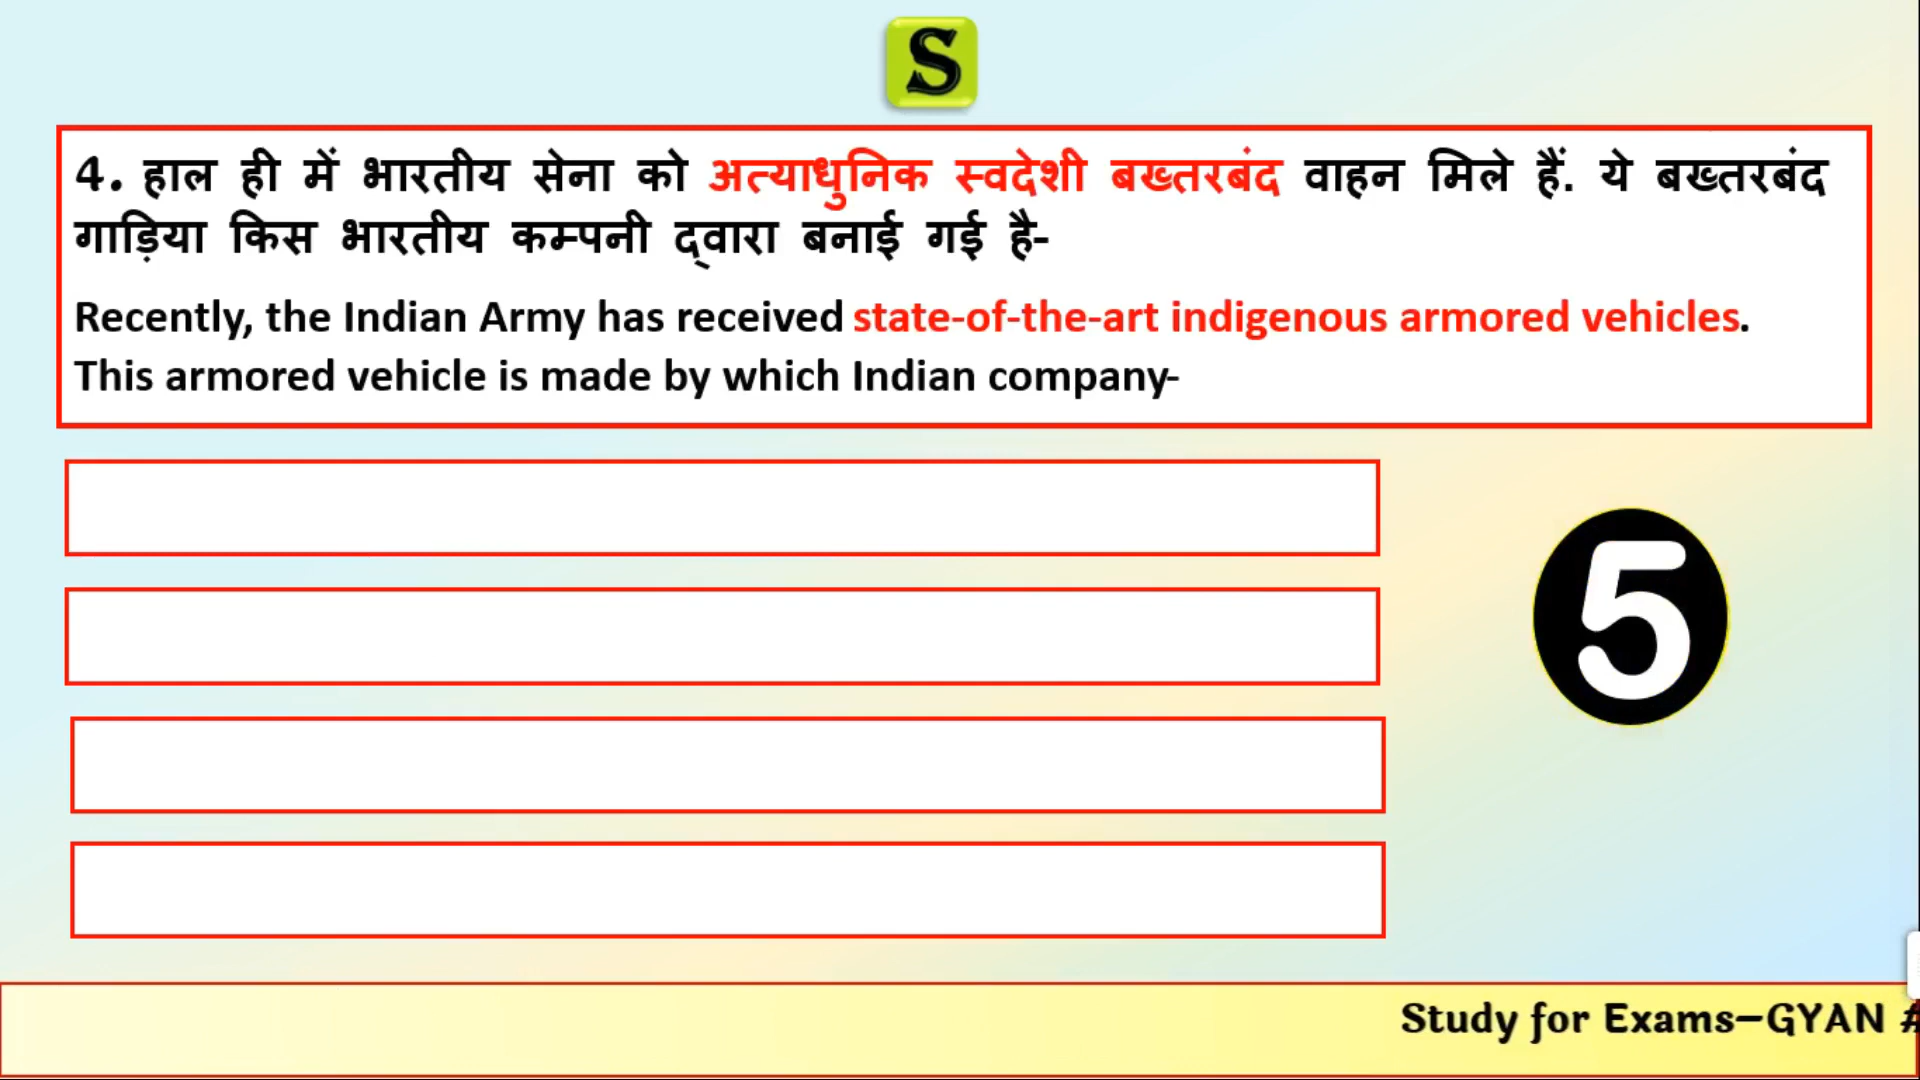 S
4. हाल ही में भारतीय सेना को अत्याधुनिक स्वदेशी बख्तरबंद वाहन मिले हैं. ये बख्तरबंद
गाड़िया किस भारतीय कम्पनी द्वारा बनाई गई है-
Recently, the Indian Army has received state-of-the-art indigenous armored vehicles.
This armored vehicle is made by which Indian company-
5
Study for Exams–GYAN #